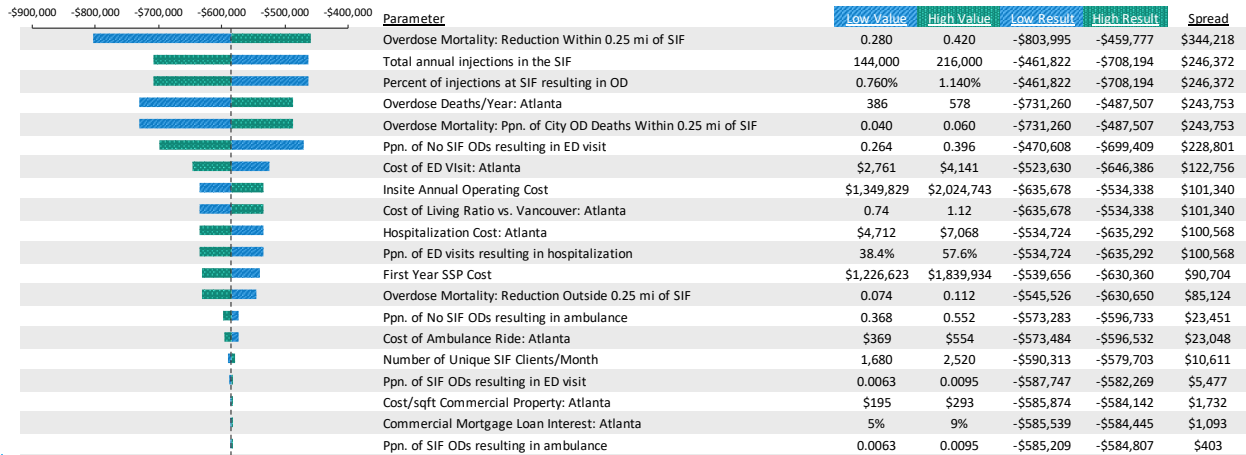 -$900,000 -$800,000 -$700,000 -$600,000 -$500,000 -$400,000
Parameter Low Value High Value Low Result High Result Spread
Overdose Mortality: Reduction Within 0.25 mi of SIF 0.280 0.420 -$803,995 -$459,777 $344,218
Total annual injections in the SIF 144,000 216,000 -$461,822 -$708,194 $246,372
Percent of injections at SIF resulting in OD 0.760% 1.140% -$461,822 -$708,194 $246,372
Overdose Deaths/Year: Atlanta 386 578 -$731,260 -$487,507 $243,753
Overdose Mortality: Ppn. of City OD Deaths Within 0.25 mi of SIF 0.040 0.060 -$731,260 -$487,507 $243,753
Ppn. of No SIF ODs resulting in ED visit 0.264 0.396 -$470,608 -$699,409 $228,801
Cost of ED VIsit: Atlanta $2,761 $4,141 -$523,630 -$646,386 $122,756
Insite Annual Operating Cost $1,349,829 $2,024,743 -$635,678 -$534,338 $101,340
Cost of Living Ratio vs. Vancouver: Atlanta 0.74 1.12 -$635,678 -$534,338 $101,340
Hospitalization Cost: Atlanta $4,712 $7,068 -$534,724 -$635,292 $100,568
Ppn. of ED visits resulting in hospitalization 38.4% 57.6% -$534,724 -$635,292 $100,568
First Year SSP Cost $1,226,623 $1,839,934 -$539,656 -$630,360 $90,704
Overdose Mortality: Reduction Outside 0.25 mi of SIF 0.074 0.112 -$545,526 -$630,650 $85,124
Ppn. of No SIF ODs resulting in ambulance 0.368 0.552 -$573,283 -$596,733 $23,451
Cost of Ambulance Ride: Atlanta $369 $554 -$573,484 -$596,532 $23,048
Number of Unique SIF Clients/Month 1,680 2,520 -$590,313 -$579,703 $10,611
Ppn. of SIF ODs resulting in ED visit 0.0063 0.0095 -$587,747 -$582,269 $5,477
Cost/sqft Commercial Property: Atlanta $195 $293 -$585,874 -$584,142 $1,732
Commercial Mortgage Loan Interest: Atlanta 5% 9% -$585,539 -$584,445 $1,093
Ppn. of SIF ODs resulting in ambulance 0.0063 0.0095 -$585,209 -$584,807 $403